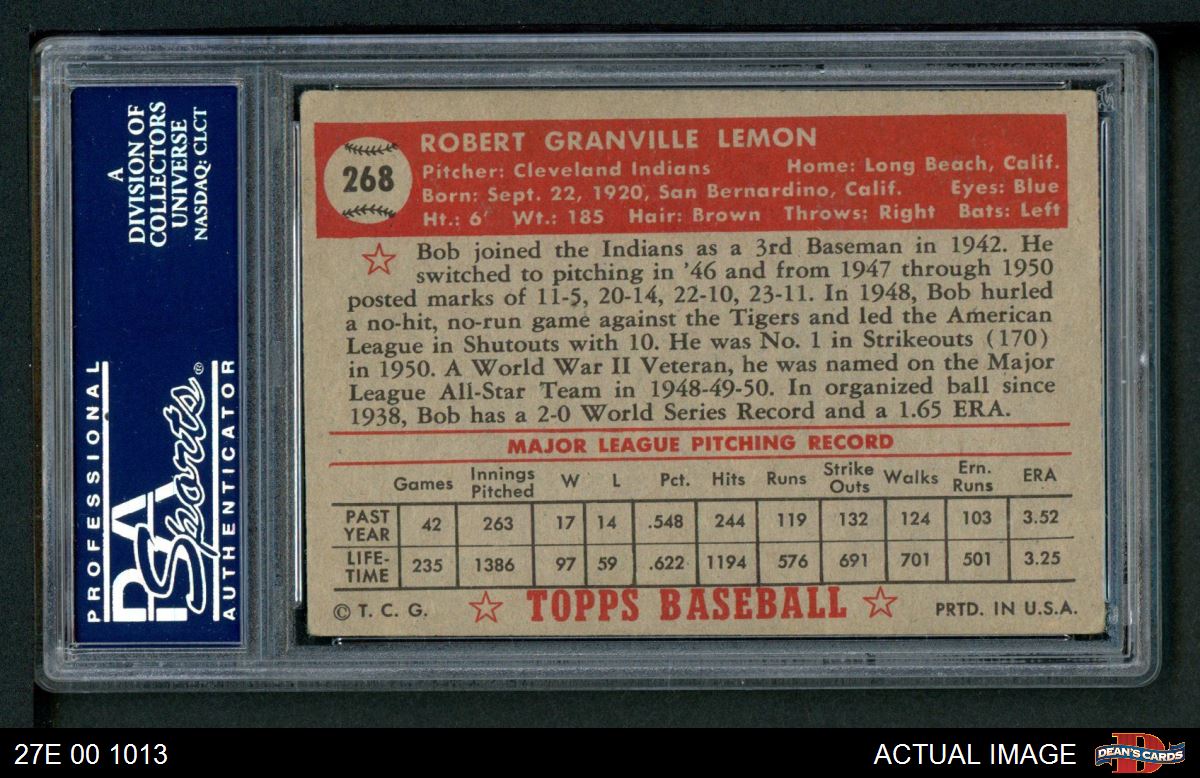 A
DIVISION OF
COLLECTORS
UNIVERSE
NASDAQ: CLCT
PROFESSIONAL
PSA
Sports®
AUTHENTICATOR
268
ROBERT GRANVILLE LEMON
Pitcher: Cleveland Indians Home: Long Beach, Calif.
Born: Sept. 22, 1920, San Bernardino, Calif. Eyes: Blue
Ht.: 6' Wt.: 185 Hair: Brown Throws: Right Bats: Left
Bob joined the Indians as a 3rd Baseman in 1942. He
switched to pitching in '46 and from 1947 through 1950
posted marks of 11-5, 20-14, 22-10, 23-11. In 1948, Bob hurled
a no-hit, no-run game against the Tigers and led the American
League in Shutouts with 10. He was No. 1 in Strikeouts (170)
in 1950. A World War II Veteran, he was named on the Major
League All-Star Team in 1948-49-50. In organized ball since
1938, Bob has a 2-0 World Series Record and a 1.65 ERA.
MAJOR LEAGUE PITCHING RECORD
Games Innings Pitched W L Pct. Hits Runs Strike Outs Walks Ern. Runs ERA
PAST YEAR 42 263 17 14 .548 244 119 132 124 103 3.52
LIFE-TIME 235 1386 97 59 .622 1194 576 691 701 501 3.25
© T. C. G. TOPPS BASEBALL PRTD. IN U.S.A.
27E 00 1013 ACTUAL IMAGE DEAN'S CARDS